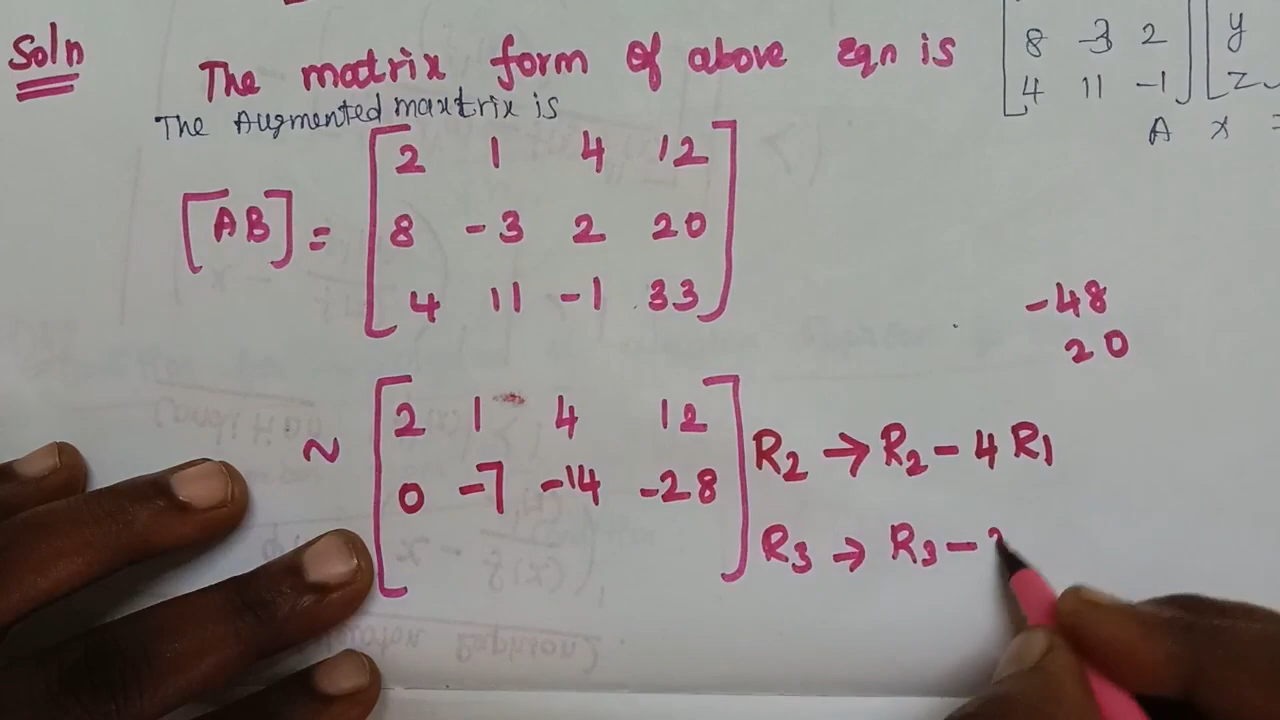 Soln The matrix form of above Eqn is
8 -3 2 y
4 11 -1 z
A x =
The Augmented maxtrix is
2 1 4 12
[AB] = 8 -3 2 20
4 11 -1 33
-48
20
~ 2 1 4 12
0 -7 -14 -28 R2 → R2 - 4 R1
R3 → R3 -